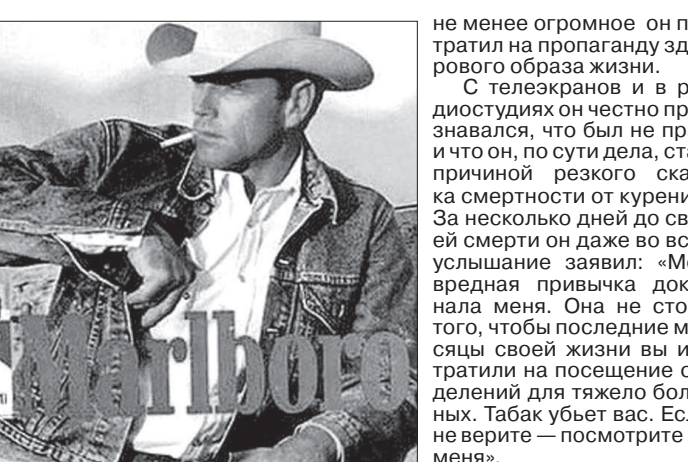 Marlboro
не менее огромное он п
тратил на пропаганду зд
рового образа жизни.
С телеэкранов и в р
диостудиях он честно пр
знавался, что был не пр
и что он, по сути дела, ста
причиной резкого ска
ка смертности от курени
За несколько дней до св
ей смерти он даже во вс
услышание заявил: «Мо
вредная привычка док
нала меня. Она не сто
того, чтобы последние м
сяцы своей жизни вы и
тратили на посещение о
делений для тяжело бол
ных. Табак убьет вас. Есл
не верите — посмотрите
меня».